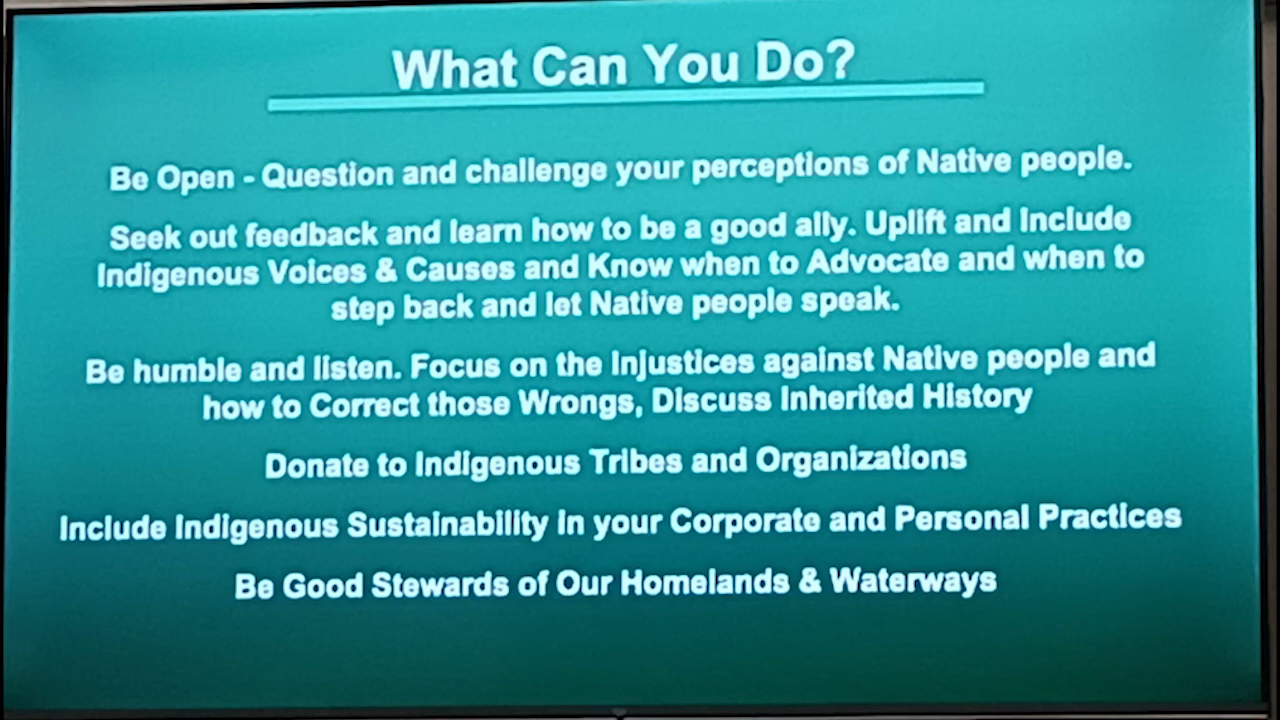 What Can You Do?
Be Open - Question and challenge your perceptions of Native people.
Seek out feedback and learn how to be a good ally. Uplift and Include
Indigenous Voices & Causes and Know when to Advocate and when to
step back and let Native people speak.
Be humble and listen. Focus on the Injustices against Native people and
how to Correct those Wrongs, Discuss Inherited History
Donate to Indigenous Tribes and Organizations
Include Indigenous Sustainability in your Corporate and Personal Practices
Be Good Stewards of Our Homelands & Waterways